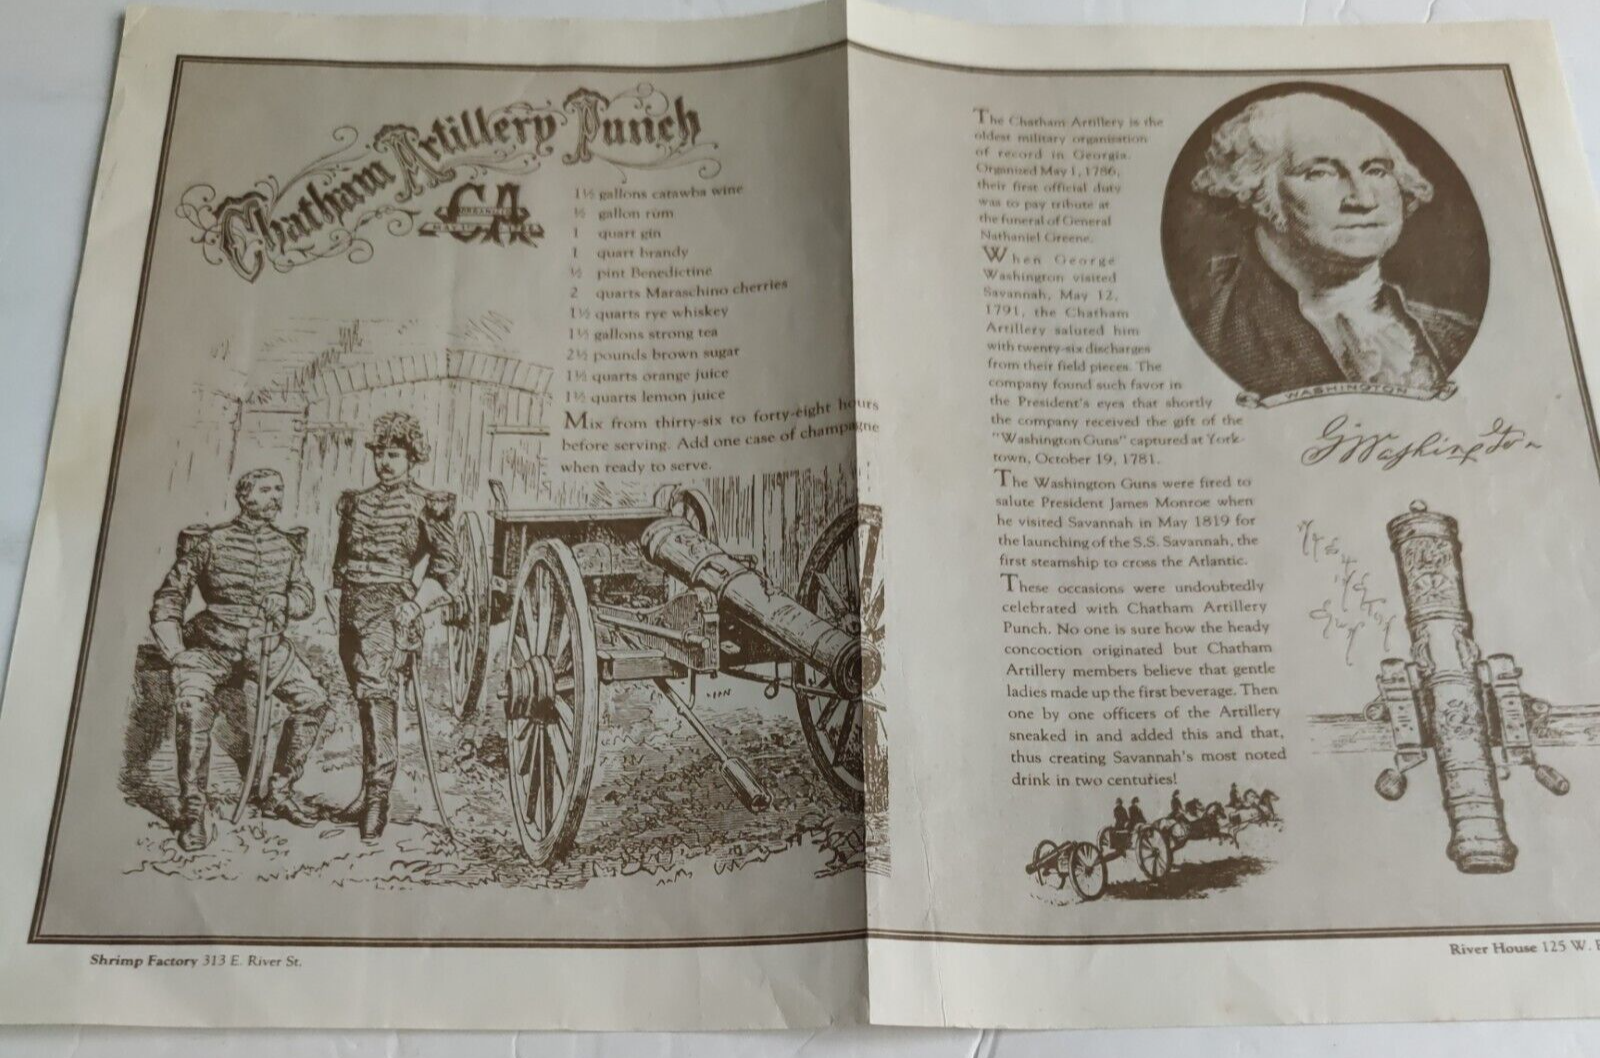 Chatham Artillery Punch
CA
1½ gallons catawba wine
½ gallon rum
1 quart gin
1 quart brandy
½ pint Benedictine
2 quarts Maraschino cherries
1½ quarts rye whiskey
1½ gallons strong tea
2½ pounds brown sugar
1½ quarts orange juice
1½ quarts lemon juice
Mix from thirty-six to forty-eight hours
before serving. Add one case of champagne
when ready to serve.
The Chatham Artillery is the
oldest military organization
of record in Georgia.
Organized May 1, 1786,
their first official duty
was to pay tribute at
the funeral of General
Nathaniel Greene.
When George
Washington visited
Savannah, May 12,
1791, the Chatham
Artillery saluted him
with twenty-six discharges
from their field pieces. The
company found such favor in
the President's eyes that shortly
the company received the gift of the
"Washington Guns" captured at York-
town, October 19, 1781.
The Washington Guns were fired to
salute President James Monroe when
he visited Savannah in May 1819 for
the launching of the S.S. Savannah, the
first steamship to cross the Atlantic.
These occasions were undoubtedly
celebrated with Chatham Artillery
Punch. No one is sure how the heady
concoction originated but Chatham
Artillery members believe that gentle
ladies made up the first beverage. Then
one by one officers of the Artillery
sneaked in and added this and that,
thus creating Savannah's most noted
drink in two centuries!
WASHINGTON
G Washington
Shrimp Factory 313 E. River St.
River House 125 W.